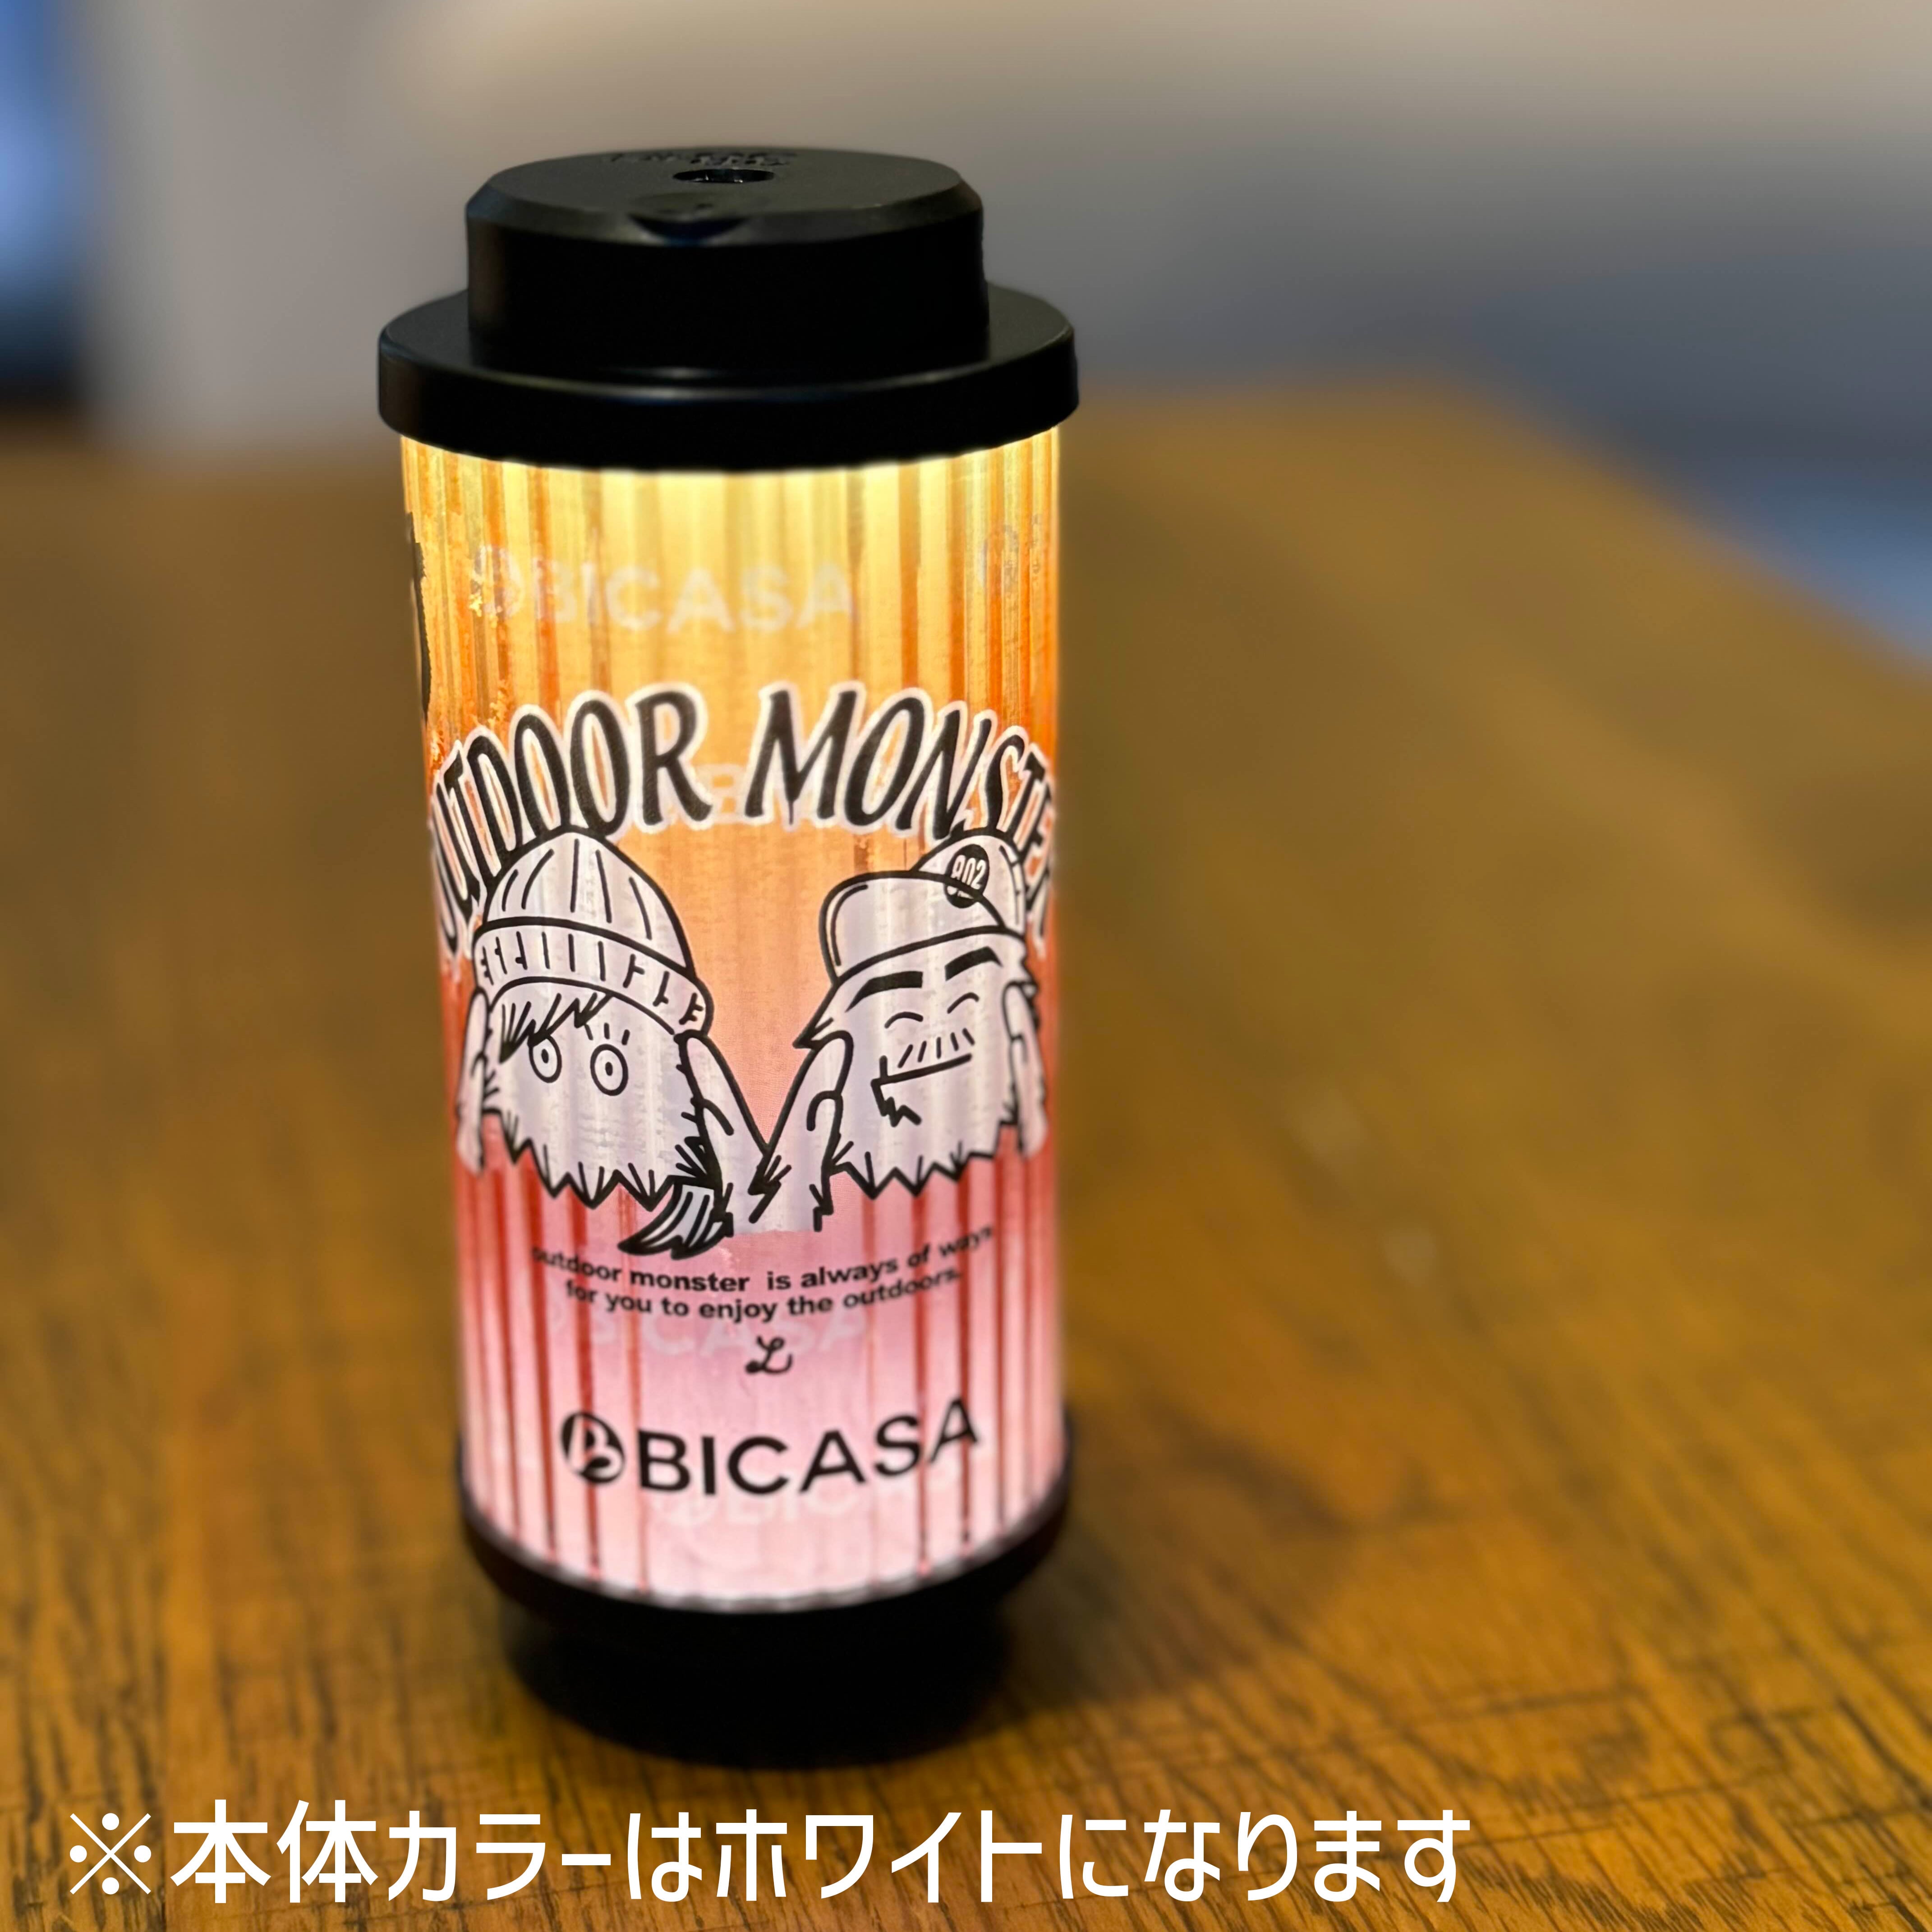 BICASA
OUTDOOR MONSTER
802
outdoor monster is always of ways
for you to enjoy the outdoors.
L
BICASA
※本体カラーはホワイトになります